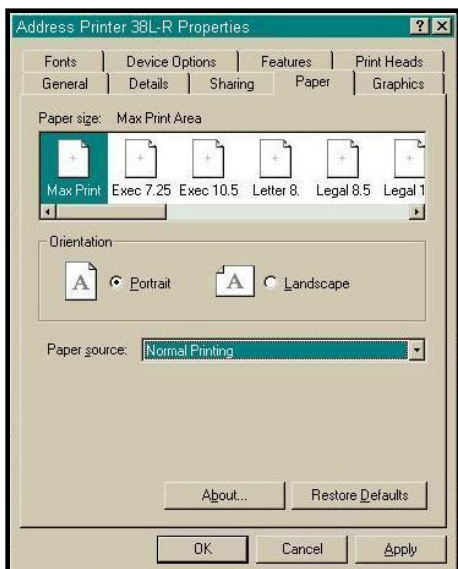 Address Printer 38L-R Properties
Fonts Device Options Features Print Heads
General Details Sharing Paper Graphics
Paper size: Max Print Area
Max Print Exec 7.25 Exec 10.5 Letter 8. Legal 8.5 Legal 1
Orientation
A Portrait A Landscape
Paper source: Normal Printing
About... Restore Defaults
OK Cancel Apply